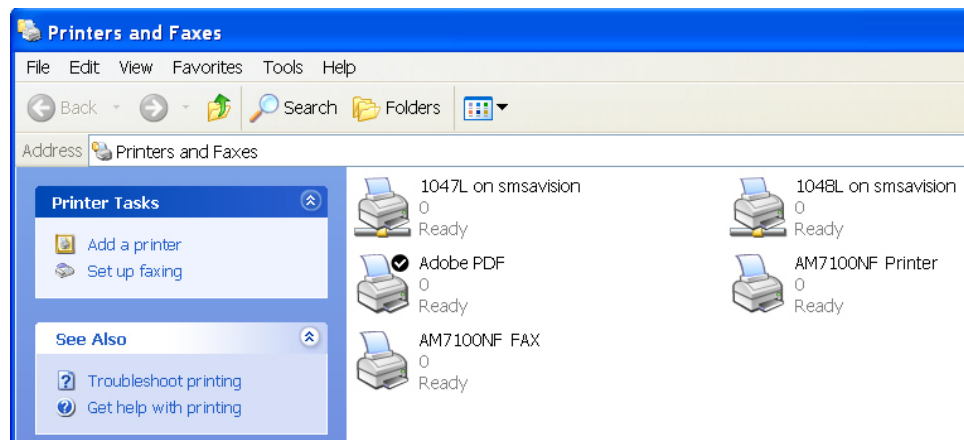 Printers and Faxes
File Edit View Favorites Tools Help
Back Search Folders
Address Printers and Faxes
Printer Tasks
Add a printer
Set up faxing
See Also
Troubleshoot printing
Get help with printing
1047L on smsavision
0
Ready
1048L on smsavision
0
Ready
Adobe PDF
0
Ready
AM7100NF Printer
0
Ready
AM7100NF FAX
0
Ready